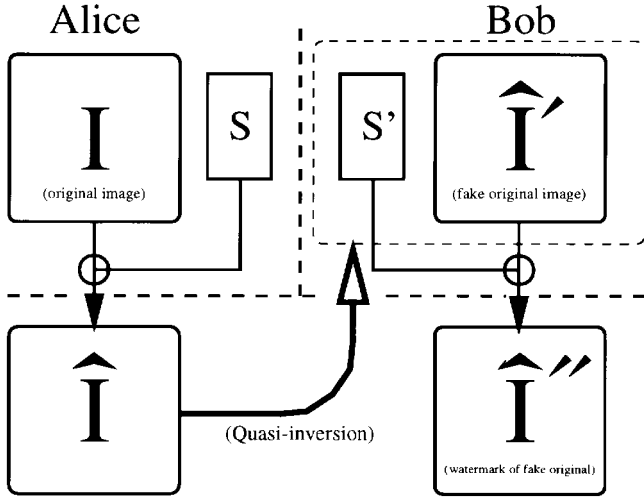 Alice
Bob
I
(original image)
S
S'
Î′
(fake original image)
Î
(Quasi-inversion)
Î′′
(watermark of fake original)